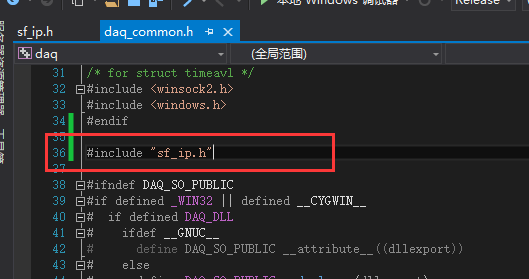 本地 Windows 调试器
Release
sf_ip.h
daq_common.h
daq
(全局范围)
31 /* for struct timeavl */
32 #include <winsock2.h>
33 #include <windows.h>
34 #endif
35
36 #include "sf_ip.h"
37
38 #ifndef DAQ_SO_PUBLIC
39 #if defined _WIN32 || defined __CYGWIN__
40 # if defined DAQ_DLL
41 # ifdef __GNUC__
42 # define DAQ_SO_PUBLIC __attribute__((dllexport))
43 # else